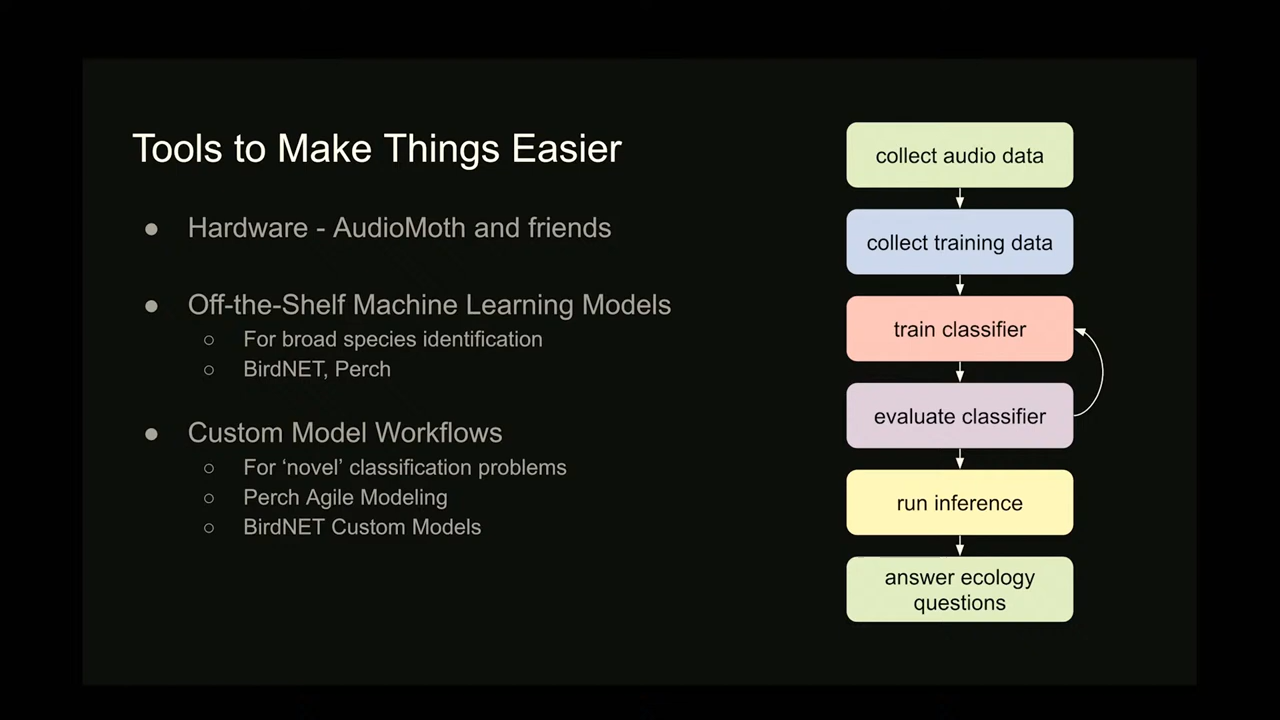 Tools to Make Things Easier
● Hardware - AudioMoth and friends
● Off-the-Shelf Machine Learning Models
○ For broad species identification
○ BirdNET, Perch
● Custom Model Workflows
○ For ‘novel’ classification problems
○ Perch Agile Modeling
○ BirdNET Custom Models
collect audio data
collect training data
train classifier
evaluate classifier
run inference
answer ecology
questions